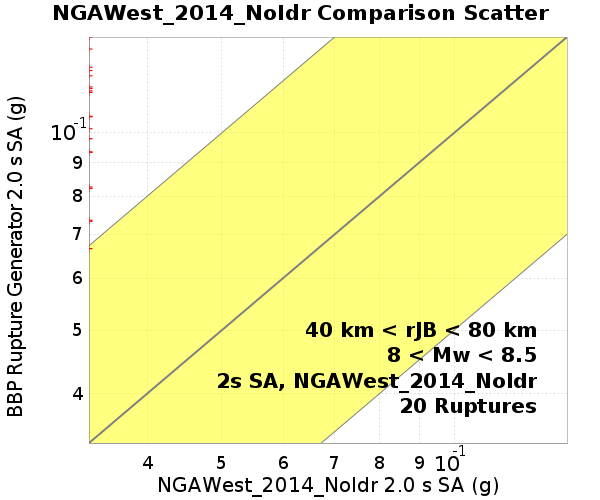 NGAWest_2014_NoIdr Comparison Scatter
BBP Rupture Generator 2.0 s SA (g)
10^-1
9
8
7
6
5
4
40 km < rJB < 80 km
8 < Mw < 8.5
2s SA, NGAWest_2014_NoIdr
20 Ruptures
4 5 6 7 8 9 10^-1
NGAWest_2014_NoIdr 2.0 s SA (g)